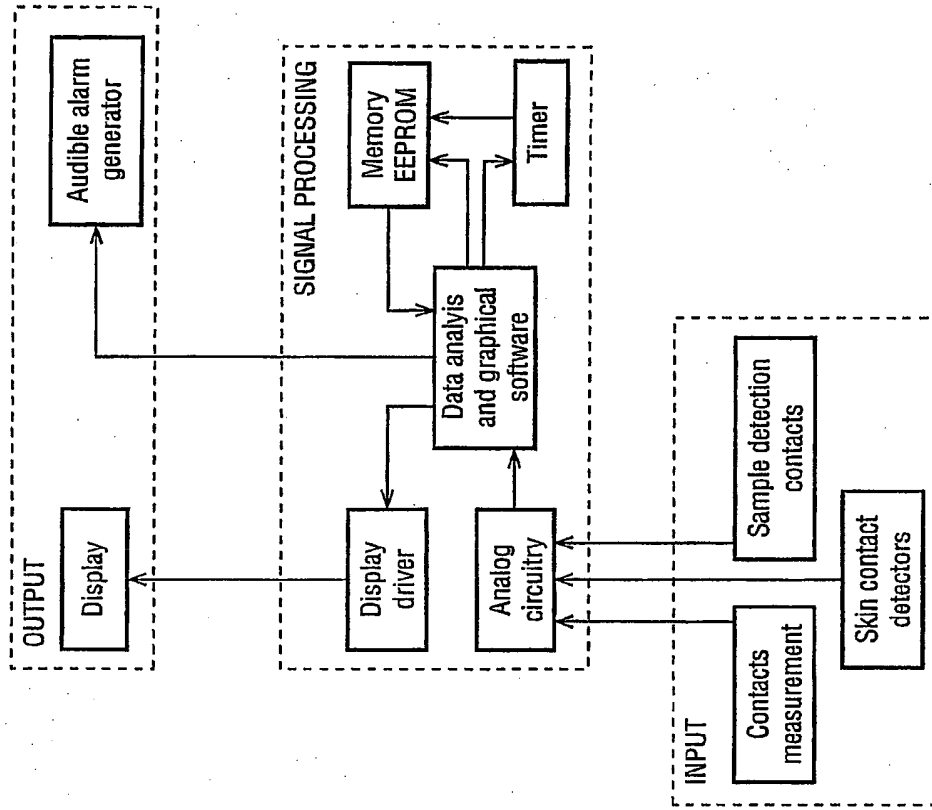 OUTPUT
Display
Audible alarm
generator
SIGNAL PROCESSING
Display
driver
Analog
circuitry
Data analyis
and graphical
software
Memory
EEPROM
Timer
INPUT
Contacts
measurement
Skin contact
detectors
Sample detection
contacts